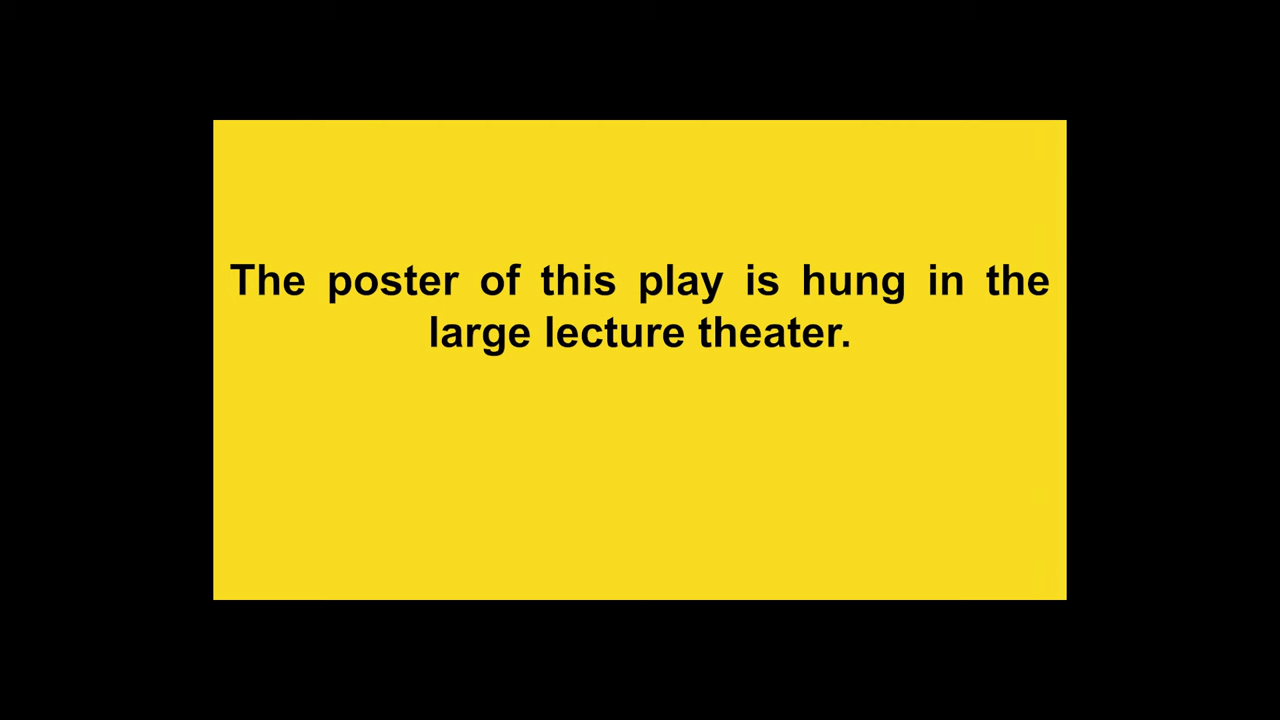 The poster of this play is hung in the
large lecture theater.